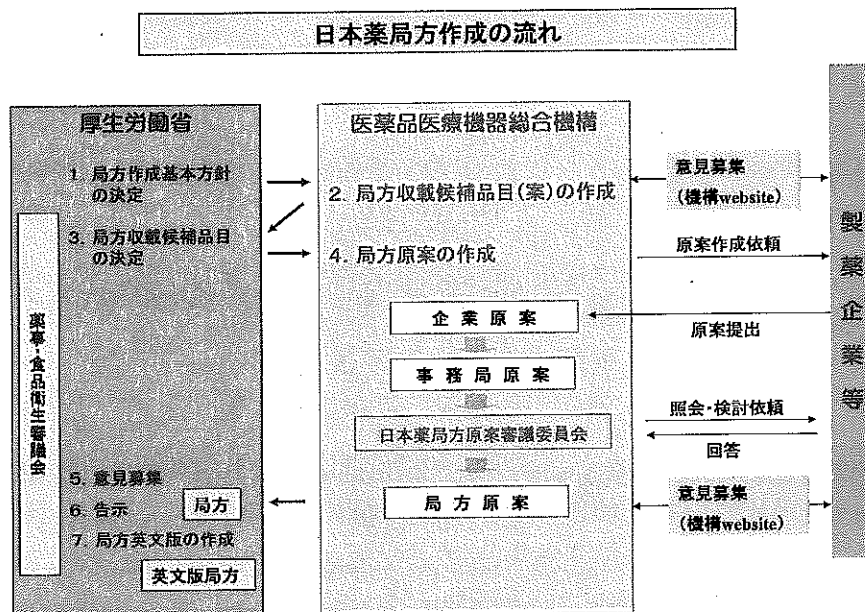 日本薬局方作成の流れ
厚生労働省
1. 局方作成基本方針
の決定
3. 局方収載候補品目
の決定
薬事・食品衛生審議会
5. 意見募集
6. 告示
局方
7. 局方英文版の作成
英文版局方
医薬品医療機器総合機構
2. 局方収載候補品目(案)の作成
4. 局方原案の作成
企業原案
事務局原案
日本薬局方原案審議委員会
局方原案
意見募集
(機構website)
原案作成依頼
原案提出
照会・検討依頼
回答
意見募集
(機構website)
製薬企業等